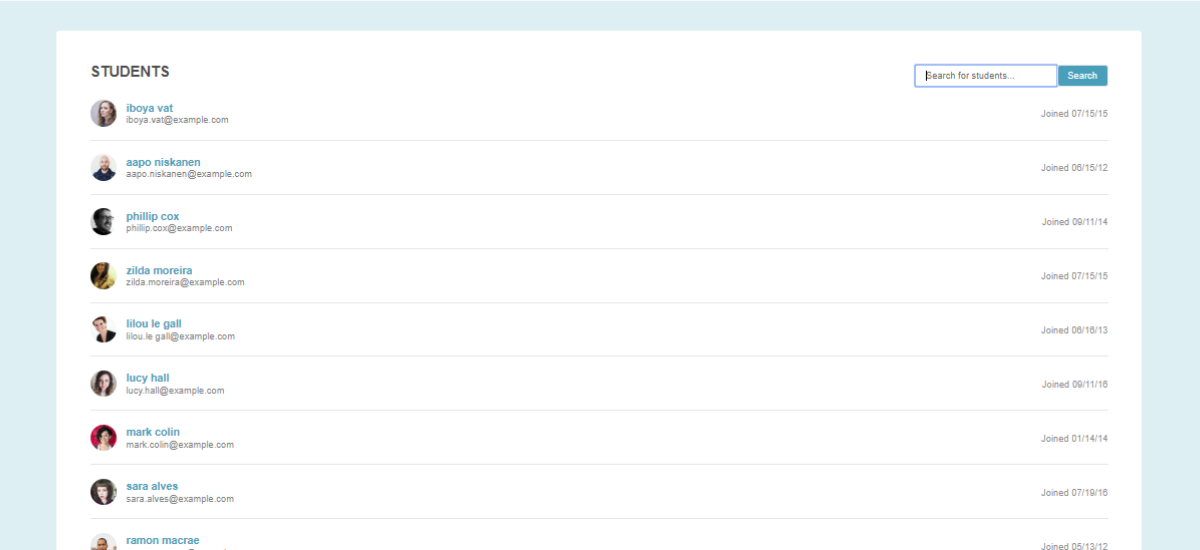 STUDENTS
Search for students...
Search
iboya vat
iboya.vat@example.com
Joined 07/15/15
aapo niskanen
aapo.niskanen@example.com
Joined 06/15/12
phillip cox
phillip.cox@example.com
Joined 09/11/14
zilda moreira
zilda.moreira@example.com
Joined 07/15/15
lilou le gall
lilou.le gall@example.com
Joined 06/16/13
lucy hall
lucy.hall@example.com
Joined 09/11/16
mark colin
mark.colin@example.com
Joined 01/14/14
sara alves
sara.alves@example.com
Joined 07/19/16
ramon macrae
Joined 05/13/12